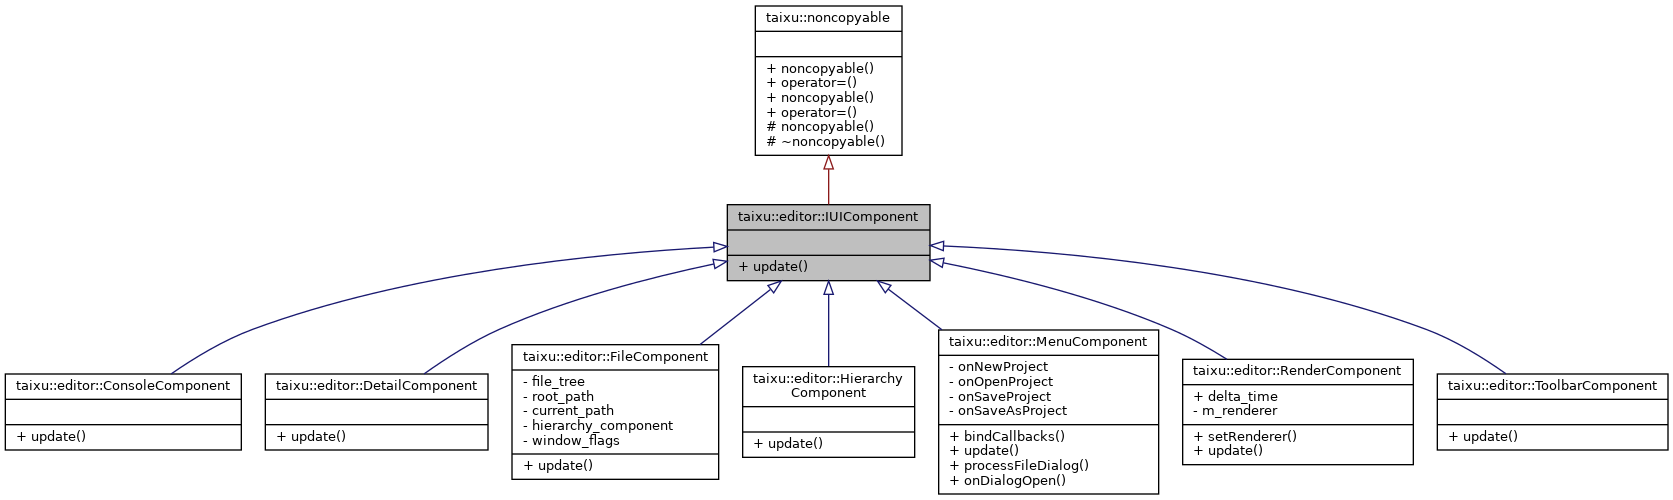 taixu::noncopyable
+ noncopyable()
+ operator=()
+ noncopyable()
+ operator=()
# noncopyable()
# ~noncopyable()
taixu::editor::IUIComponent
+ update()
taixu::editor::ConsoleComponent
+ update()
taixu::editor::DetailComponent
+ update()
taixu::editor::FileComponent
- file_tree
- root_path
- current_path
- hierarchy_component
- window_flags
+ update()
taixu::editor::Hierarchy
Component
+ update()
taixu::editor::MenuComponent
- onNewProject
- onOpenProject
- onSaveProject
- onSaveAsProject
+ bindCallbacks()
+ update()
+ processFileDialog()
+ onDialogOpen()
taixu::editor::RenderComponent
+ delta_time
- m_renderer
+ setRenderer()
+ update()
taixu::editor::ToolbarComponent
+ update()